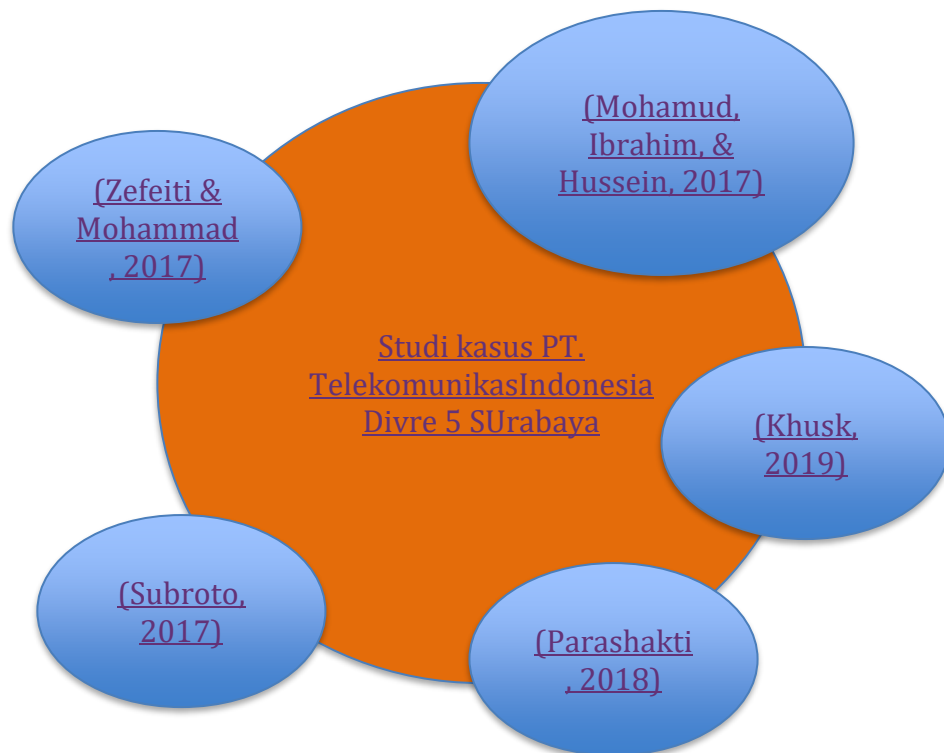 (Mohamud,
Ibrahim, &
Hussein, 2017)
(Zefeiti &
Mohammad
, 2017)
Studi kasus PT.
TelekomunikasIndonesia
Divre 5 SUrabaya
(Khusk,
2019)
(Subroto,
2017)
(Parashakti
, 2018)